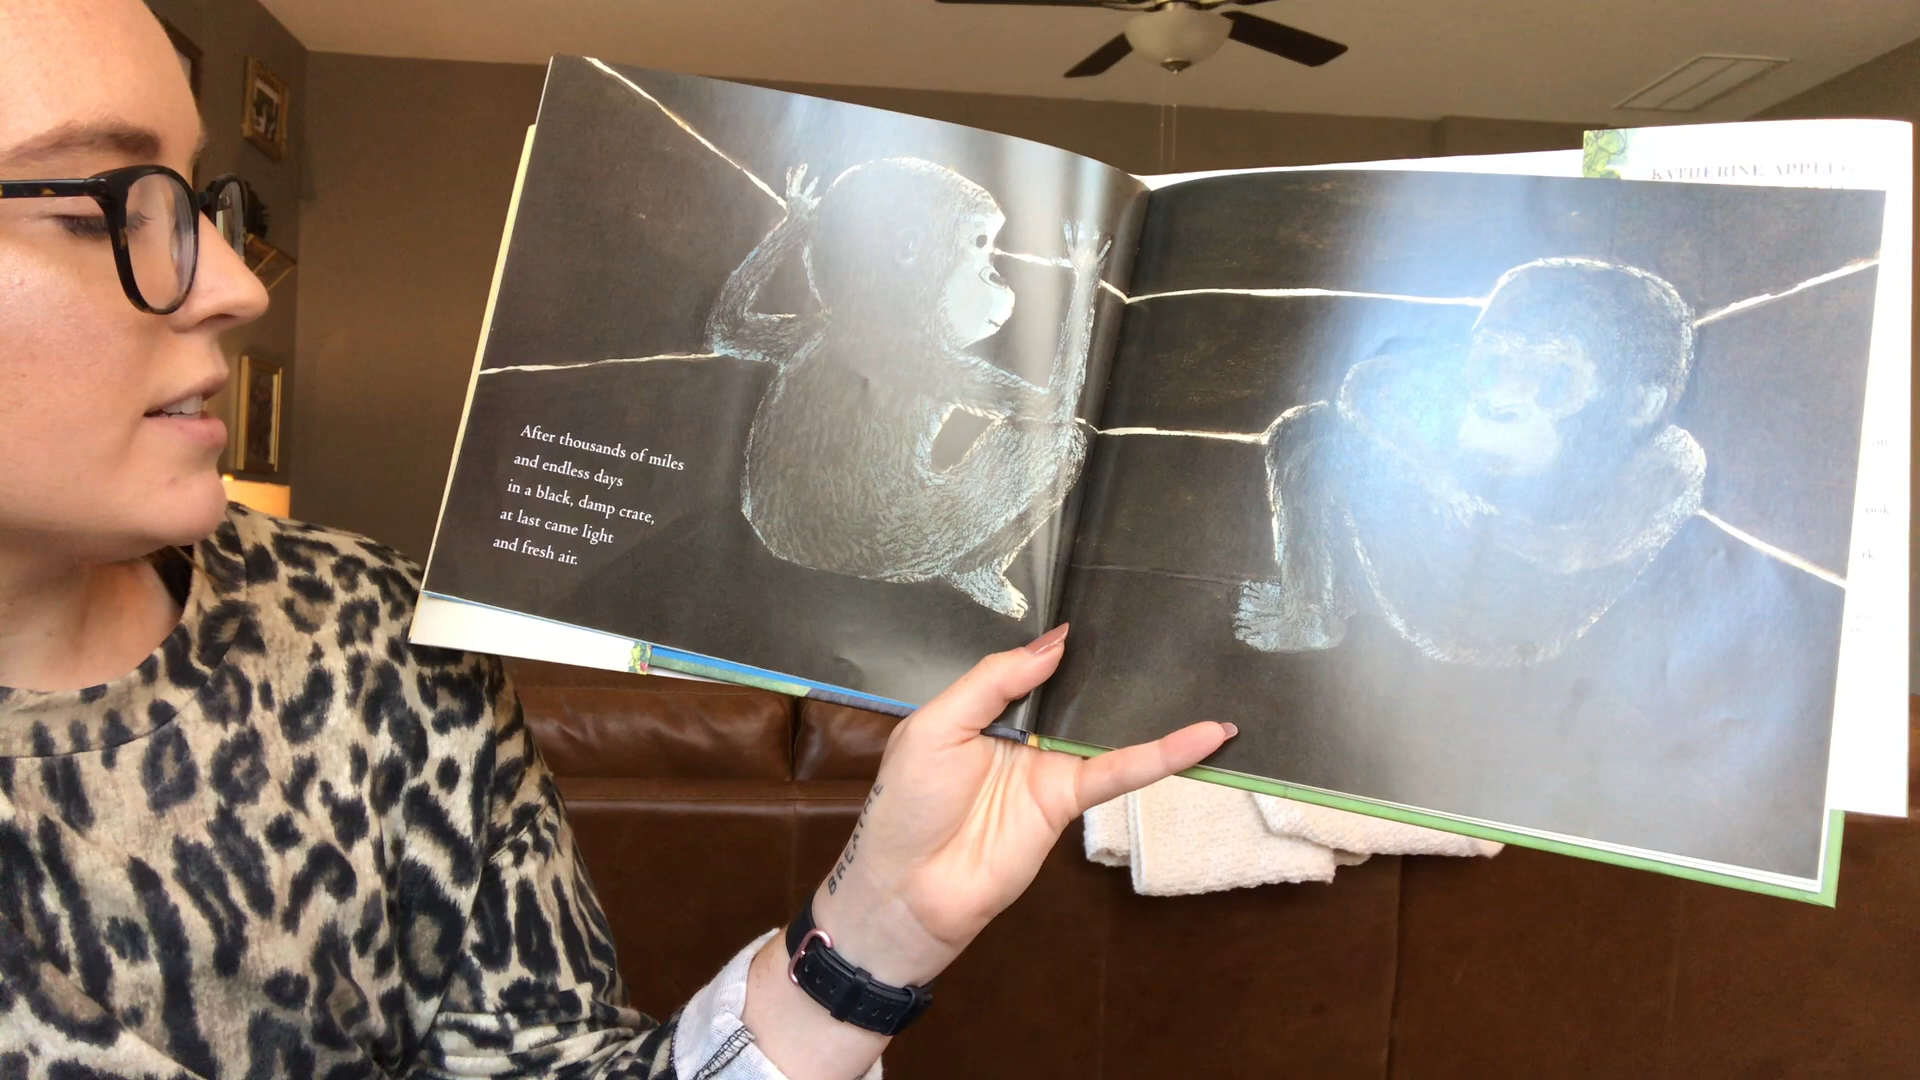 After thousands of miles
and endless days
in a black, damp crate,
at last came light
and fresh air.
KATHERINE
BREATHE